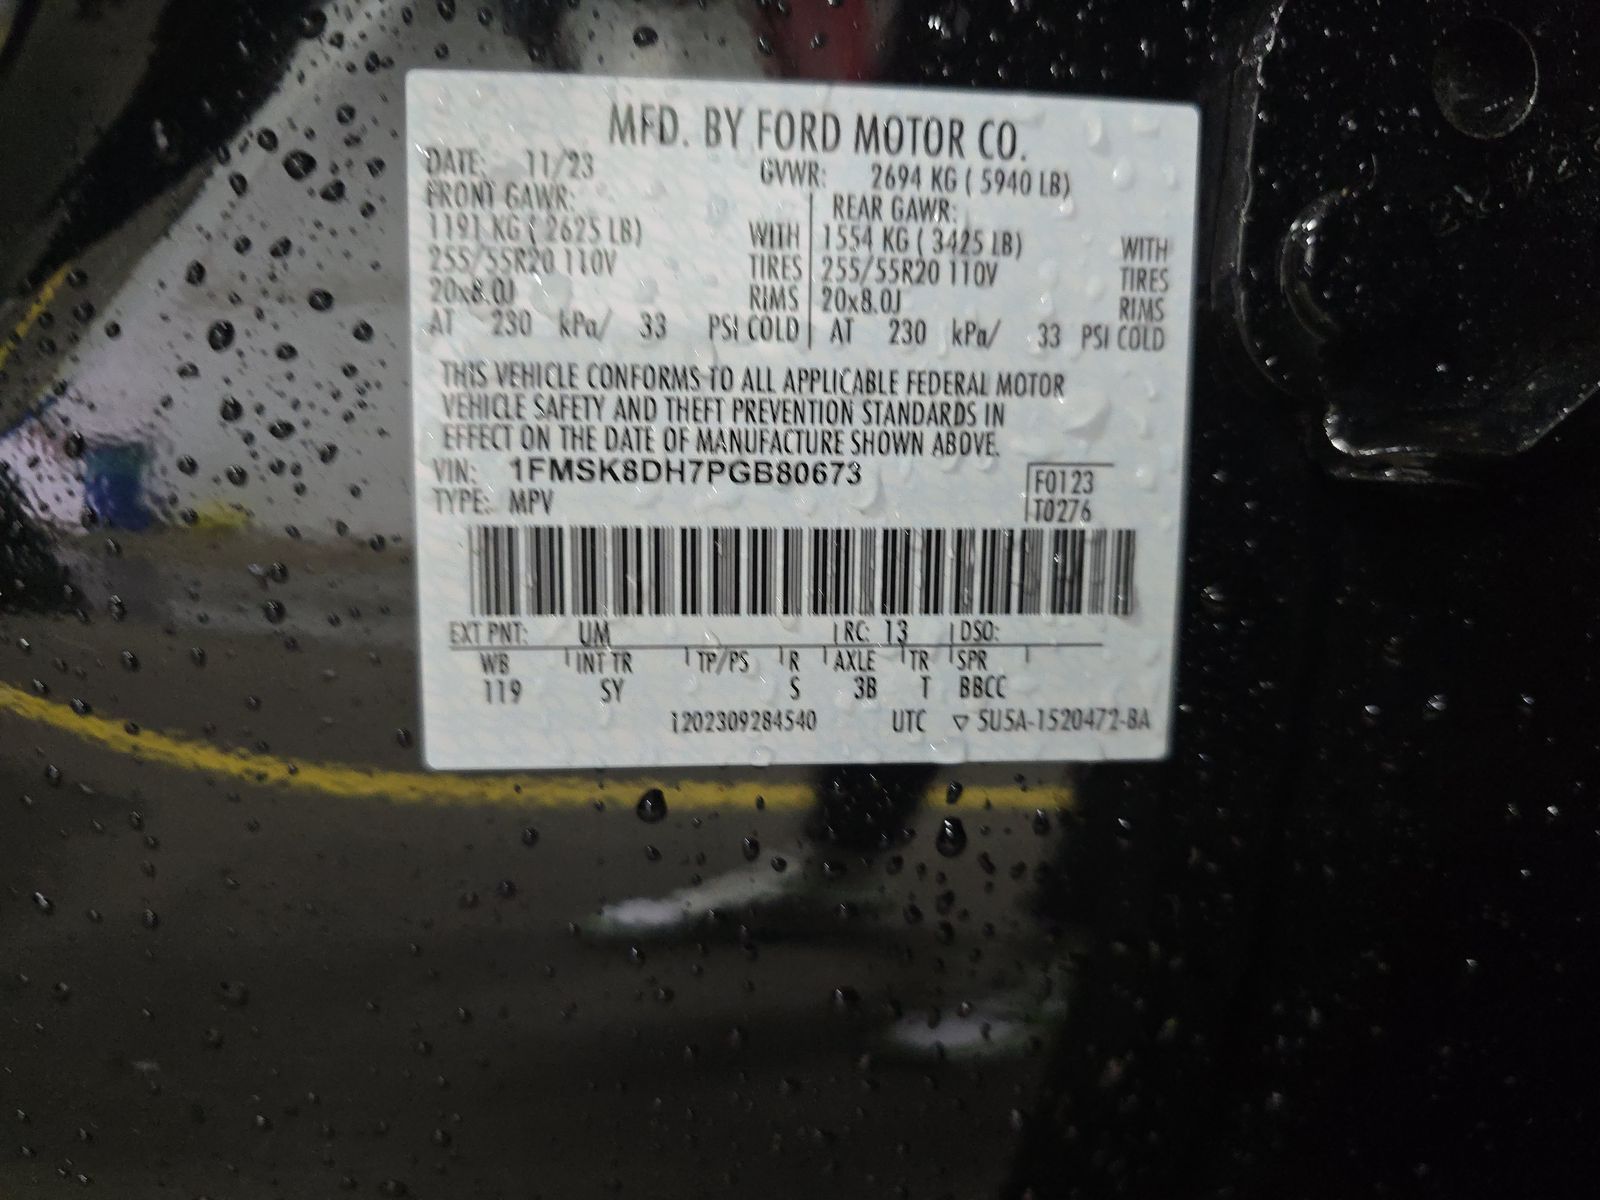 MFD. BY FORD MOTOR CO.
DATE: 11/23 GVWR: 2694 KG ( 5940 LB)
FRONT GAWR: REAR GAWR:
1191 KG ( 2625 LB) WITH 1554 KG ( 3425 LB) WITH
255/55R20 110V TIRES 255/55R20 110V TIRES
20x8.0J RIMS 20x8.0J RIMS
AT 230 kPa/ 33 PSI COLD AT 230 kPa/ 33 PSI COLD
THIS VEHICLE CONFORMS TO ALL APPLICABLE FEDERAL MOTOR
VEHICLE SAFETY AND THEFT PREVENTION STANDARDS IN
EFFECT ON THE DATE OF MANUFACTURE SHOWN ABOVE.
VIN: 1FMSK8DH7PGB80673 F0123
TYPE: MPV T0276
EXT PNT: UM RC: 13 DSO:
WB INT TR TP/PS R AXLE TR SPR
119 SY S 3B T BBCC
1202309284540 UTC ▽ 5U5A-1520472-BA